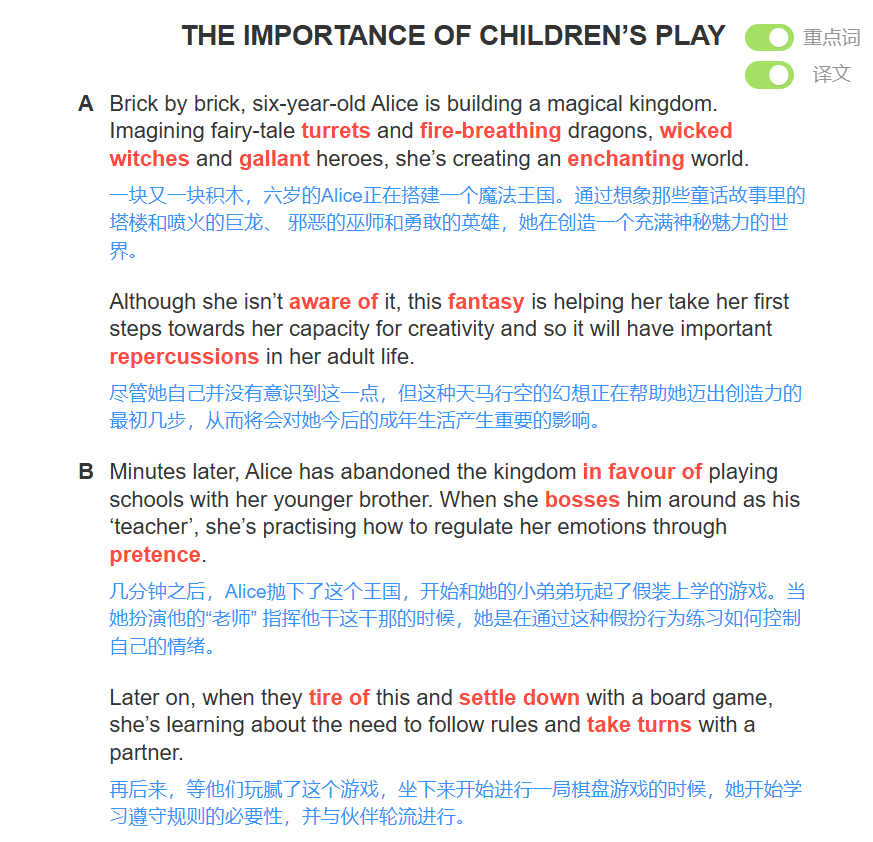 THE IMPORTANCE OF CHILDREN’S PLAY
重点词
译文
A Brick by brick, six-year-old Alice is building a magical kingdom.
Imagining fairy-tale turrets and fire-breathing dragons, wicked
witches and gallant heroes, she’s creating an enchanting world.
一块又一块积木，六岁的Alice正在搭建一个魔法王国。通过想象那些童话故事里的
塔楼和喷火的巨龙、 邪恶的巫师和勇敢的英雄，她在创造一个充满神秘魅力的世
界。
Although she isn’t aware of it, this fantasy is helping her take her first
steps towards her capacity for creativity and so it will have important
repercussions in her adult life.
尽管她自己并没有意识到这一点，但这种天马行空的幻想正在帮助她迈出创造力的
最初几步，从而将会对她今后的成年生活产生重要的影响。
B Minutes later, Alice has abandoned the kingdom in favour of playing
schools with her younger brother. When she bosses him around as his
‘teacher’, she’s practising how to regulate her emotions through
pretence.
几分钟之后，Alice抛下了这个王国，开始和她的小弟弟玩起了假装上学的游戏。当
她扮演他的“老师” 指挥他干这干那的时候，她是在通过这种假扮行为练习如何控制
自己的情绪。
Later on, when they tire of this and settle down with a board game,
she’s learning about the need to follow rules and take turns with a
partner.
再后来，等他们玩腻了这个游戏，坐下来开始进行一局棋盘游戏的时候，她开始学
习遵守规则的必要性，并与伙伴轮流进行。